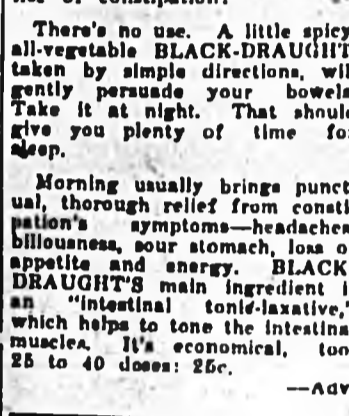 There's no use. A little spicy
all-vegetable BLACK-DRAUGHT
taken by simple directions, wil
gently persuade your bowels
Take it at night. That shoul
give you plenty of time fo
sleep.
Morning usually brings punct
ual, thorough relief from consti
pation's symptoms—headaches
biliousness, sour stomach, loss o
appetite and energy. BLACK
DRAUGHT'S main ingredient i
an "intestinal tonic-laxative,"
which helps to tone the intestina
muscles. It's economical, too
25 to 40 doses: 25c.
—Adv